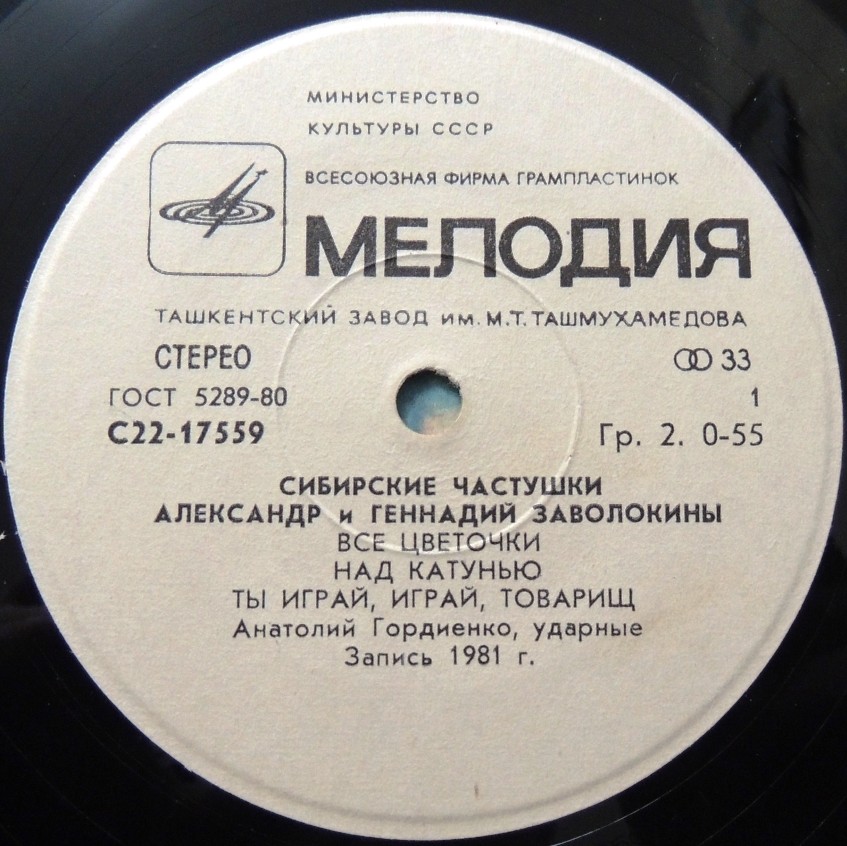 МИНИСТЕРСТВО
КУЛЬТУРЫ СССР
ВСЕСОЮЗНАЯ ФИРМА ГРАМПЛАСТИНОК
МЕЛОДИЯ
ТАШКЕНТСКИЙ ЗАВОД им. М.Т. ТАШМУХАМЕДОВА
СТЕРЕО 33
ГОСТ 5289-80 1
С22-17559 Гр. 2. 0-55
СИБИРСКИЕ ЧАСТУШКИ
АЛЕКСАНДР и ГЕННАДИЙ ЗАВОЛОКИНЫ
ВСЕ ЦВЕТОЧКИ
НАД КАТУНЬЮ
ТЫ ИГРАЙ, ИГРАЙ, ТОВАРИЩ
Анатолий Гордиенко, ударные
Запись 1981 г.